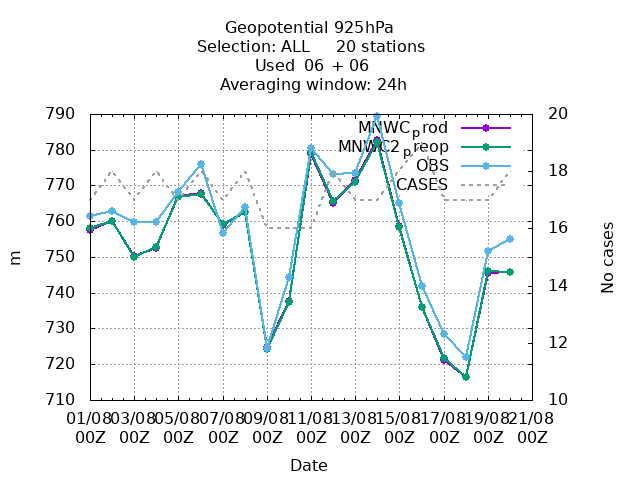 Geopotential 925hPa
Selection: ALL 20 stations
Used 06 + 06
Averaging window: 24h
790
780
770
760
750
740
730
720
710
20
18
16
14
12
10
m
No cases
MNWC_prod
MNWC2_preop
OBS
CASES
01/08 03/08 05/08 07/08 09/08 11/08 13/08 15/08 17/08 19/08 21/08
00Z 00Z 00Z 00Z 00Z 00Z 00Z 00Z 00Z 00Z 00Z
Date